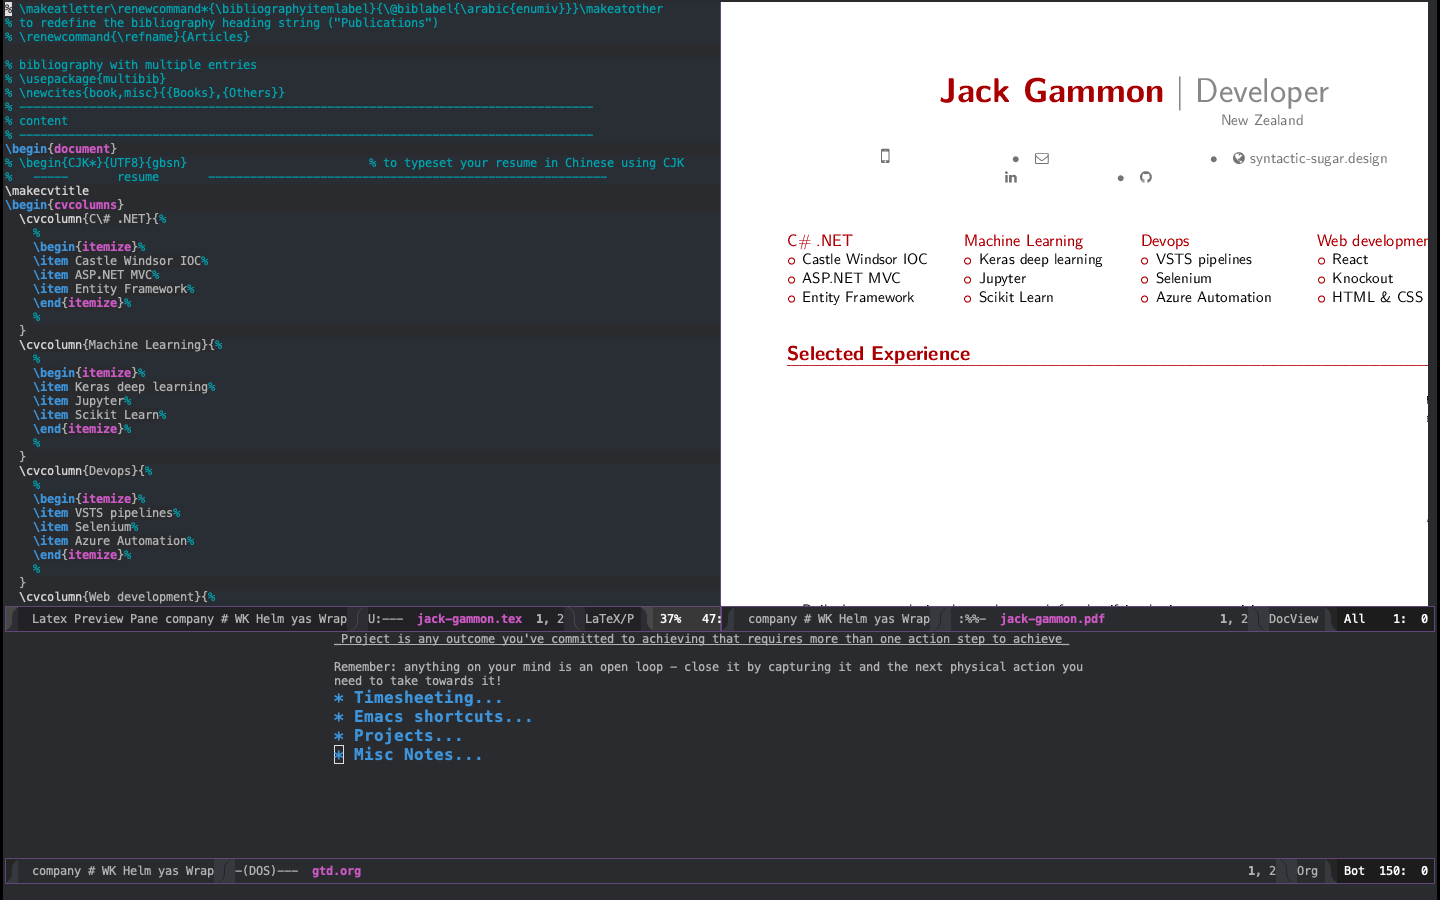 % \makeatletter\renewcommand*{\bibliographyitemlabel}{\@biblabel{\arabic{enumiv}}}\makeatother
% to redefine the bibliography heading string ("Publications")
% \renewcommand{\refname}{Articles}
% bibliography with multiple entries
% \usepackage{multibib}
% \newcites{book,misc}{{Books},{Others}}
% ----------------------------------------------------------------------------------
% content
% ----------------------------------------------------------------------------------
\begin{document}
% \begin{CJK*}{UTF8}{gbsn}                          % to typeset your resume in Chinese using CJK
%   -----       resume       ---------------------------------------------------------
\makecvtitle
\begin{cvcolumns}
  \cvcolumn{C\# .NET}{%
    %
    \begin{itemize}%
    \item Castle Windsor IOC%
    \item ASP.NET MVC%
    \item Entity Framework%
    \end{itemize}%
    %
  }
  \cvcolumn{Machine Learning}{%
    %
    \begin{itemize}%
    \item Keras deep learning%
    \item Jupyter%
    \item Scikit Learn%
    \end{itemize}%
    %
  }
  \cvcolumn{Devops}{%
    %
    \begin{itemize}%
    \item VSTS pipelines%
    \item Selenium%
    \item Azure Automation%
    \end{itemize}%
    %
  }
  \cvcolumn{Web development}{%
Latex Preview Pane company # WK Helm yas Wrap U:--- jack-gammon.tex 1, 2 LaTeX/P 37% 47:
Jack Gammon | Developer
New Zealand
• • syntactic-sugar.design
in •
C# .NET Machine Learning Devops Web developmen
Castle Windsor IOC Keras deep learning VSTS pipelines React
ASP.NET MVC Jupyter Selenium Knockout
Entity Framework Scikit Learn Azure Automation HTML & CSS
Selected Experience
company # WK Helm yas Wrap :%%- jack-gammon.pdf 1, 2 DocView All 1: 0
Project is any outcome you've committed to achieving that requires more than one action step to achieve
Remember: anything on your mind is an open loop – close it by capturing it and the next physical action you
need to take towards it!
* Timesheeting...
* Emacs shortcuts...
* Projects...
* Misc Notes...
company # WK Helm yas Wrap -(DOS)--- gtd.org 1, 2 Org Bot 150: 0